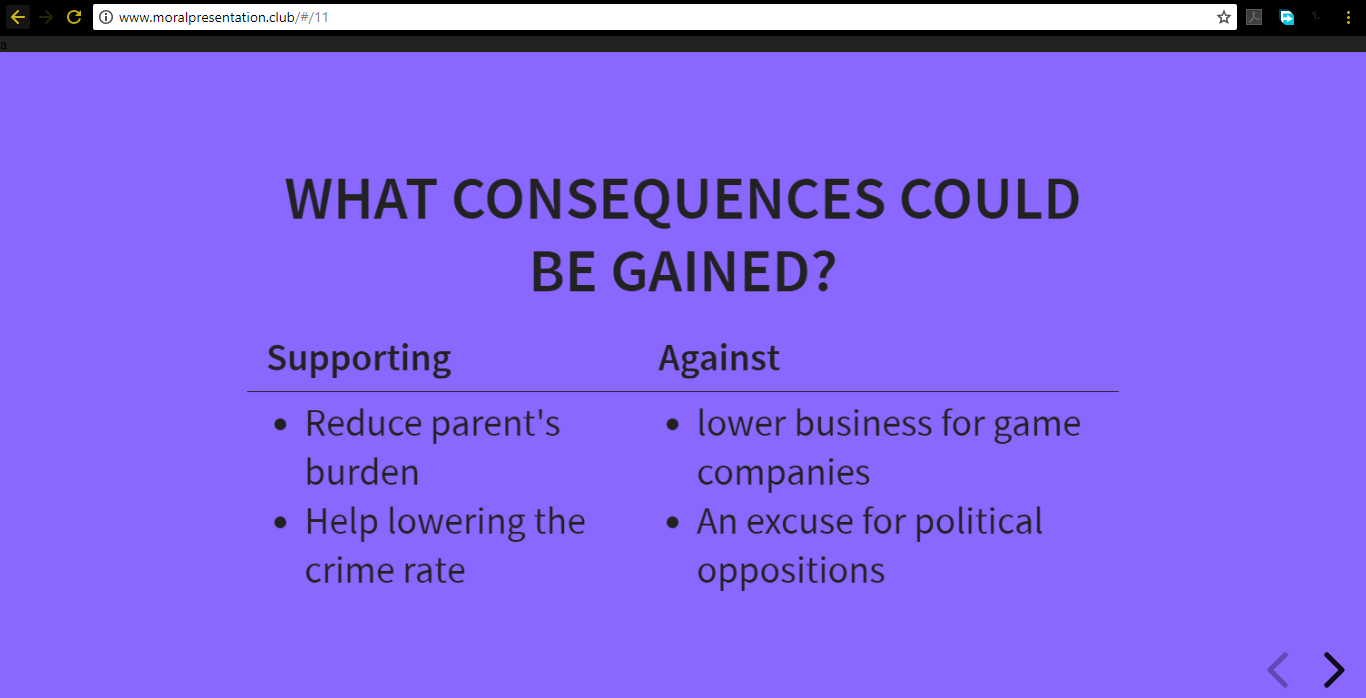 www.moralpresentation.club/#/11
a
WHAT CONSEQUENCES COULD
BE GAINED?
Supporting
Against
Reduce parent's
burden
Help lowering the
crime rate
lower business for game
companies
An excuse for political
oppositions